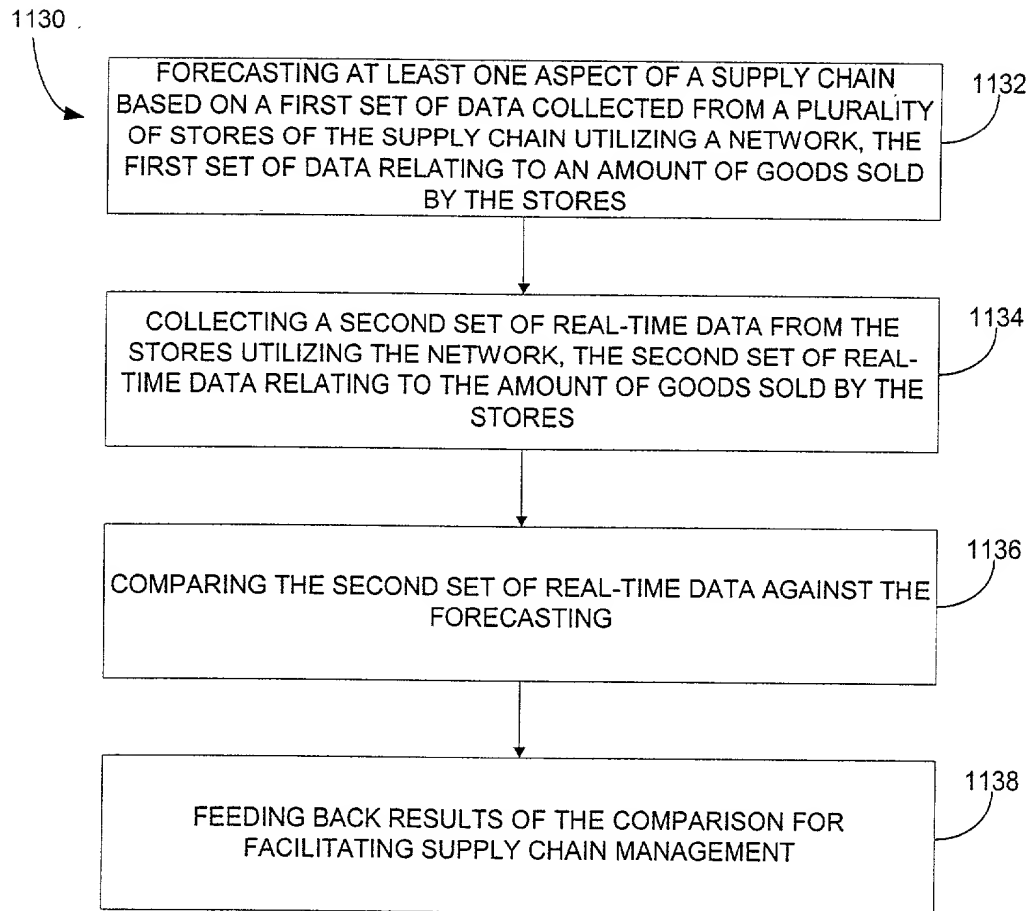 1130
FORECASTING AT LEAST ONE ASPECT OF A SUPPLY CHAIN
BASED ON A FIRST SET OF DATA COLLECTED FROM A PLURALITY
OF STORES OF THE SUPPLY CHAIN UTILIZING A NETWORK, THE
FIRST SET OF DATA RELATING TO AN AMOUNT OF GOODS SOLD
BY THE STORES
1132
COLLECTING A SECOND SET OF REAL-TIME DATA FROM THE
STORES UTILIZING THE NETWORK, THE SECOND SET OF REAL-
TIME DATA RELATING TO THE AMOUNT OF GOODS SOLD BY THE
STORES
1134
COMPARING THE SECOND SET OF REAL-TIME DATA AGAINST THE
FORECASTING
1136
FEEDING BACK RESULTS OF THE COMPARISON FOR
FACILITATING SUPPLY CHAIN MANAGEMENT
1138